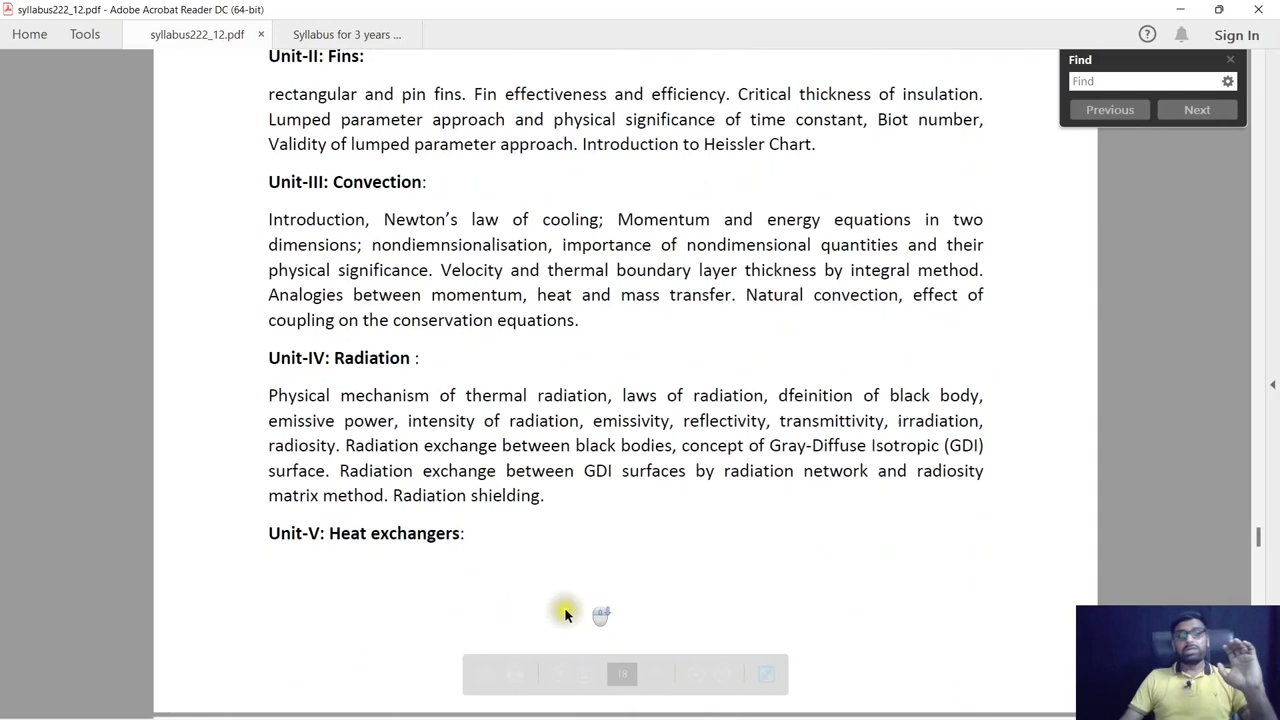 syllabus222_12.pdf - Adobe Acrobat Reader DC (64-bit)
Home Tools syllabus222_12.pdf × Syllabus for 3 years ... Sign In
Find
Find
Previous Next
Unit-II: Fins:
rectangular and pin fins. Fin effectiveness and efficiency. Critical thickness of insulation.
Lumped parameter approach and physical significance of time constant, Biot number,
Validity of lumped parameter approach. Introduction to Heissler Chart.
Unit-III: Convection:
Introduction, Newton’s law of cooling; Momentum and energy equations in two
dimensions; nondiemnsionalisation, importance of nondimensional quantities and their
physical significance. Velocity and thermal boundary layer thickness by integral method.
Analogies between momentum, heat and mass transfer. Natural convection, effect of
coupling on the conservation equations.
Unit-IV: Radiation :
Physical mechanism of thermal radiation, laws of radiation, dfeinition of black body,
emissive power, intensity of radiation, emissivity, reflectivity, transmittivity, irradiation,
radiosity. Radiation exchange between black bodies, concept of Gray-Diffuse Isotropic (GDI)
surface. Radiation exchange between GDI surfaces by radiation network and radiosity
matrix method. Radiation shielding.
Unit-V: Heat exchangers:
18